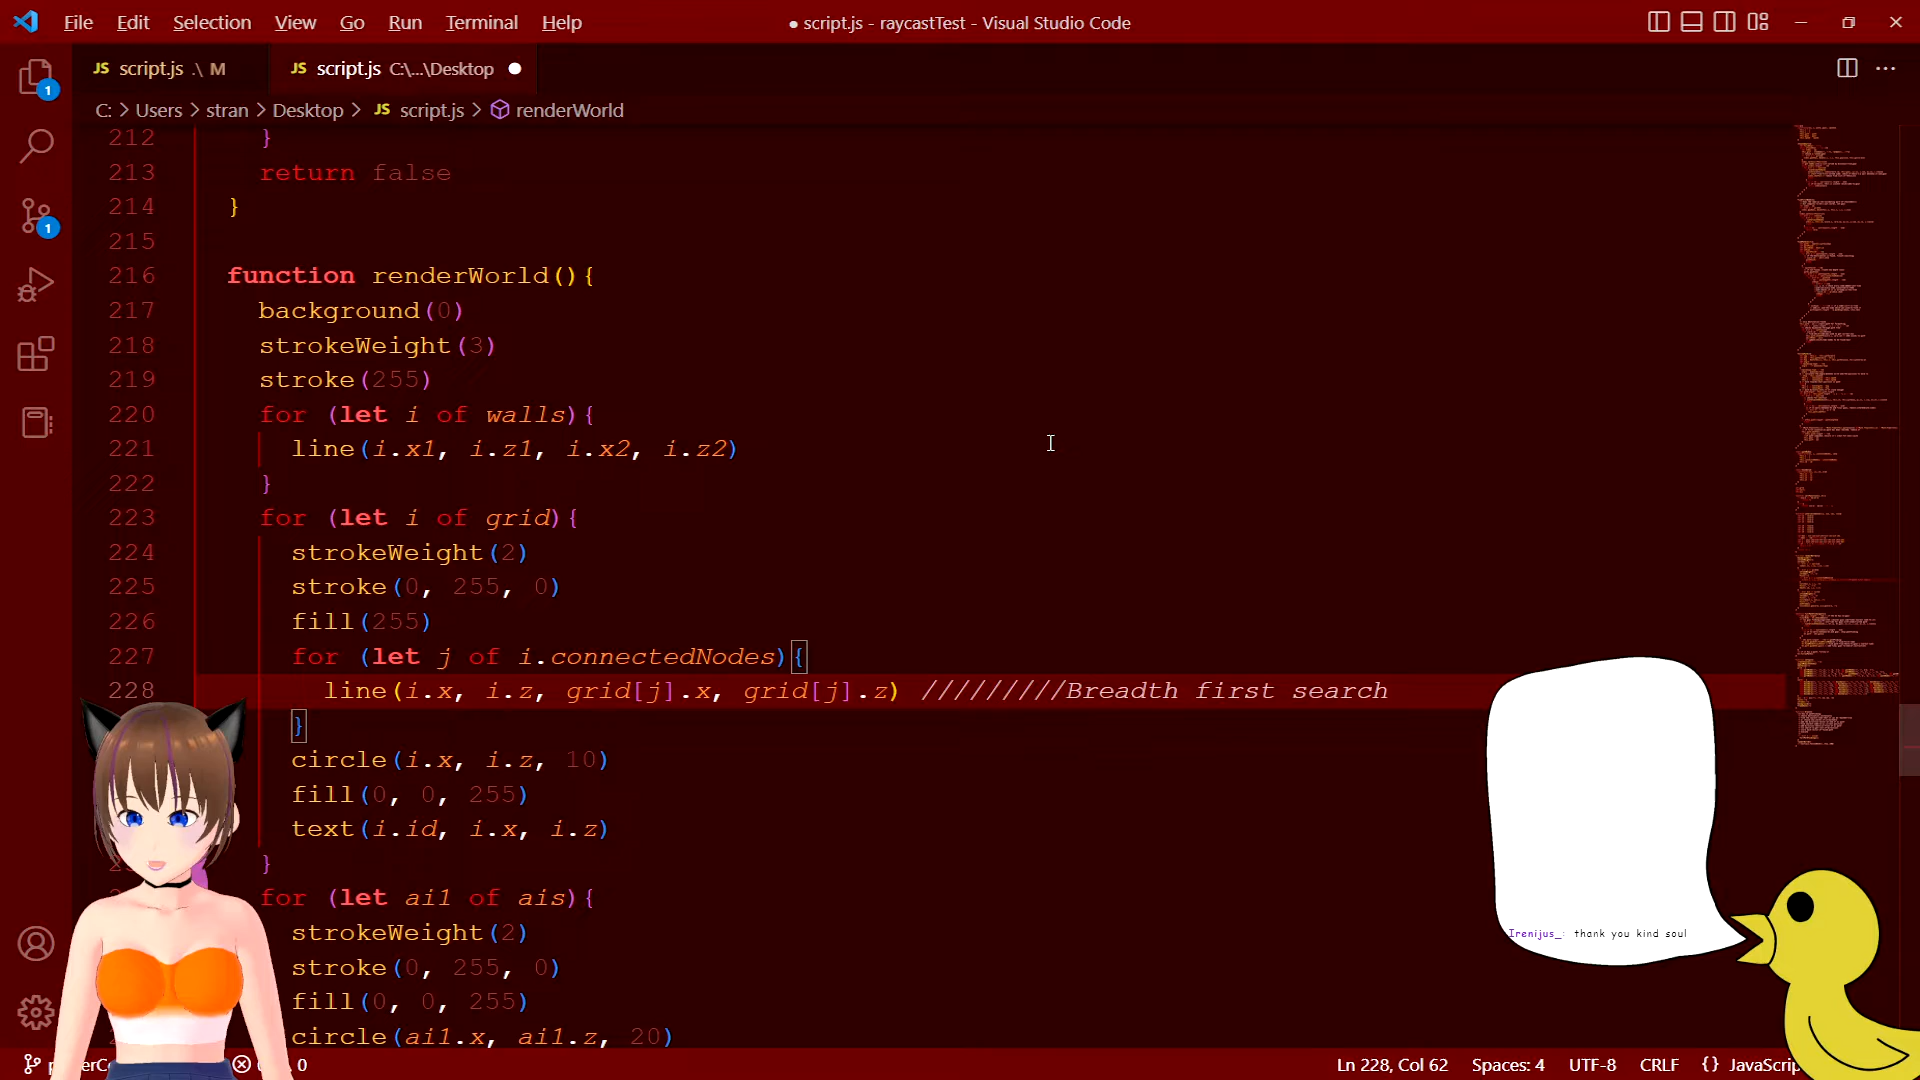 File Edit Selection View Go Run Terminal Help
● script.js - raycastTest - Visual Studio Code
JS script.js .\ M
JS script.js C:\...\Desktop
C: > Users > stran > Desktop > JS script.js > renderWorld
212 }
213 return false
214 }
215
216 function renderWorld(){
217 background(0)
218 strokeWeight(3)
219 stroke(255)
220 for (let i of walls){
221 line(i.x1, i.z1, i.x2, i.z2)
222 }
223 for (let i of grid){
224 strokeWeight(2)
225 stroke(0, 255, 0)
226 fill(255)
227 for (let j of i.connectedNodes){
228 line(i.x, i.z, grid[j].x, grid[j].z) /////////Breadth first search
}
circle(i.x, i.z, 10)
fill(0, 0, 255)
text(i.id, i.x, i.z)
}
for (let ai1 of ais){
strokeWeight(2)
stroke(0, 255, 0)
fill(0, 0, 255)
circle(ai1.x, ai1.z, 20)
1
1
Irenijus_: thank you kind soul
0
Ln 228, Col 62 Spaces: 4 UTF-8 CRLF {} JavaScrip